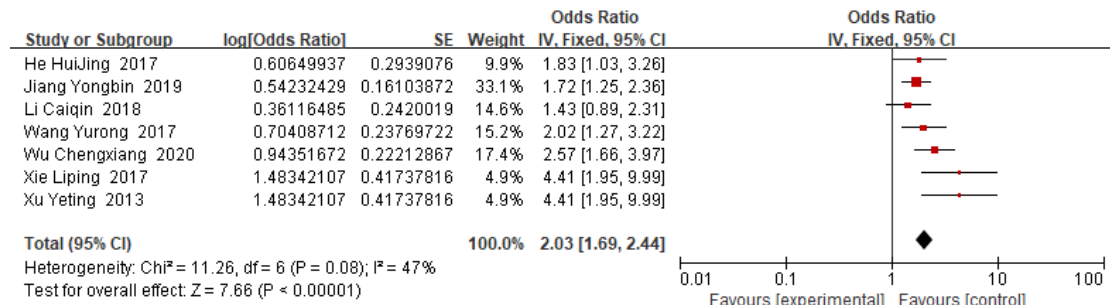 Odds Ratio Odds Ratio
Study or Subgroup log[Odds Ratio] SE Weight IV, Fixed, 95% CI IV, Fixed, 95% CI
He HuiJing 2017 0.60649937 0.2939076 9.9% 1.83 [1.03, 3.26]
Jiang Yongbin 2019 0.54232429 0.16103872 33.1% 1.72 [1.25, 2.36]
Li Caiqin 2018 0.36116485 0.2420019 14.6% 1.43 [0.89, 2.31]
Wang Yurong 2017 0.70408712 0.23769722 15.2% 2.02 [1.27, 3.22]
Wu Chengxiang 2020 0.94351672 0.22212867 17.4% 2.57 [1.66, 3.97]
Xie Liping 2017 1.48342107 0.41737816 4.9% 4.41 [1.95, 9.99]
Xu Yeting 2013 1.48342107 0.41737816 4.9% 4.41 [1.95, 9.99]
Total (95% CI) 100.0% 2.03 [1.69, 2.44]
Heterogeneity: Chi² = 11.26, df = 6 (P = 0.08); I² = 47%
Test for overall effect: Z = 7.66 (P < 0.00001)
0.01 0.1 1 10 100
Favours [experimental] Favours [control]